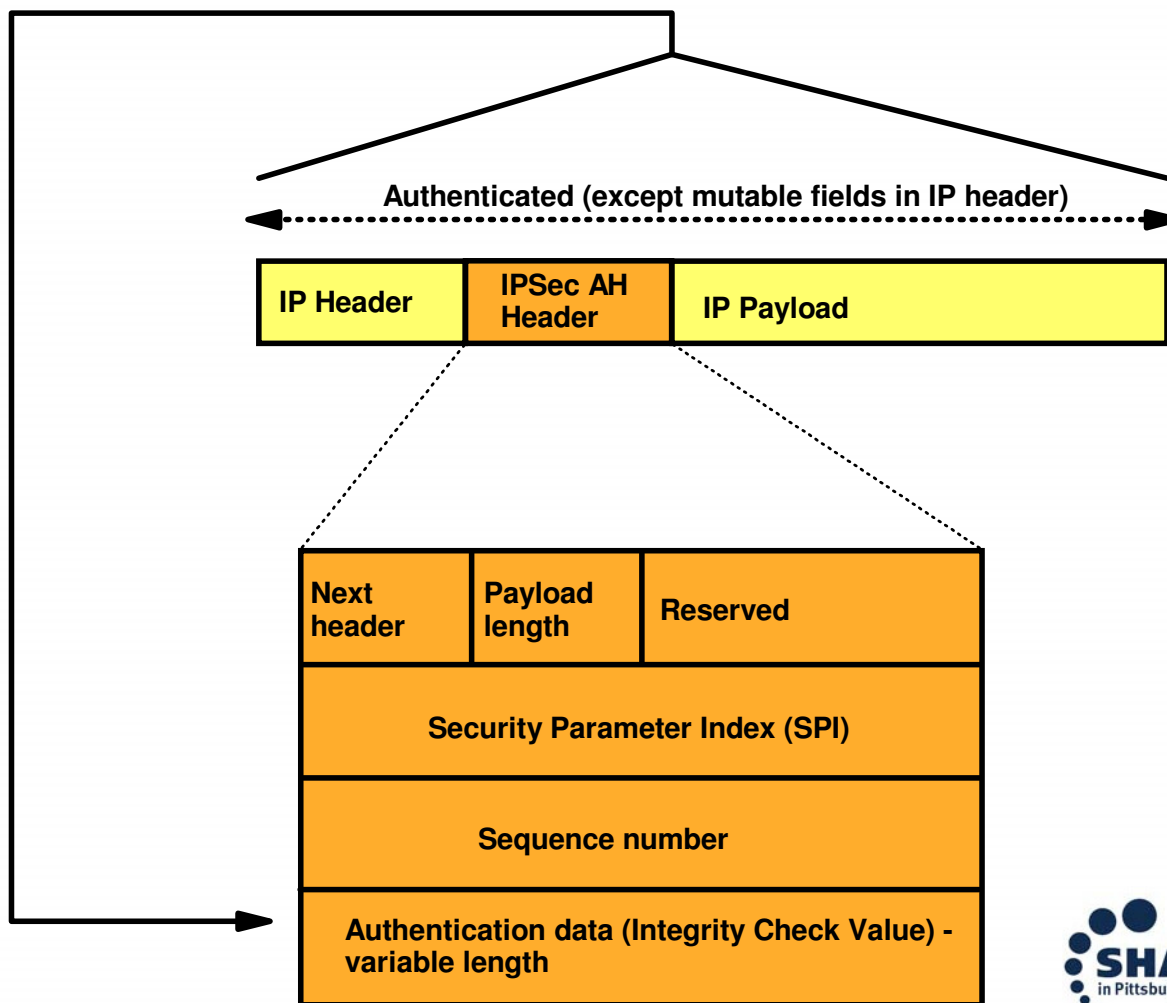 Authenticated (except mutable fields in IP header)
IP Header
IPSec AH
Header
IP Payload
Next
header
Payload
length
Reserved
Security Parameter Index (SPI)
Sequence number
Authentication data (Integrity Check Value) -
variable length
in